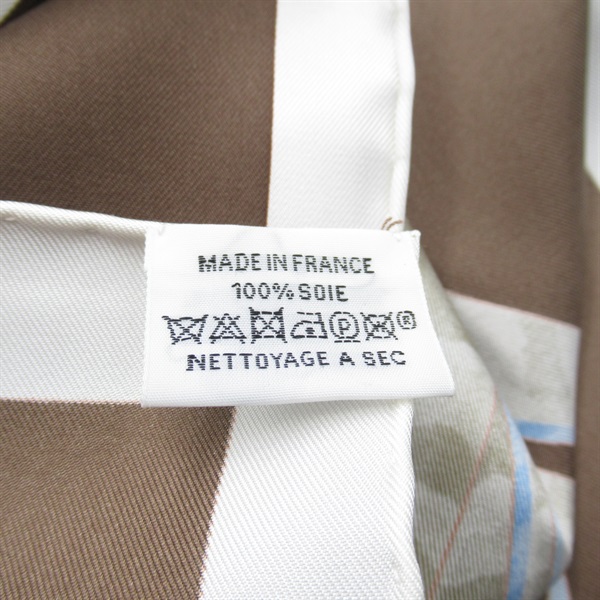 MADE IN FRANCE
100% SOIE
P ®
NETTOYAGE A SEC